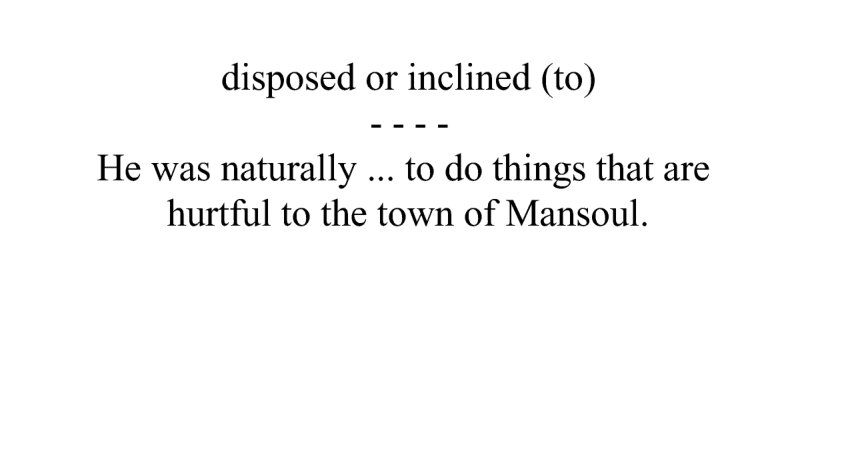 disposed or inclined (to)
- - - -
He was naturally ... to do things that are
hurtful to the town of Mansoul.